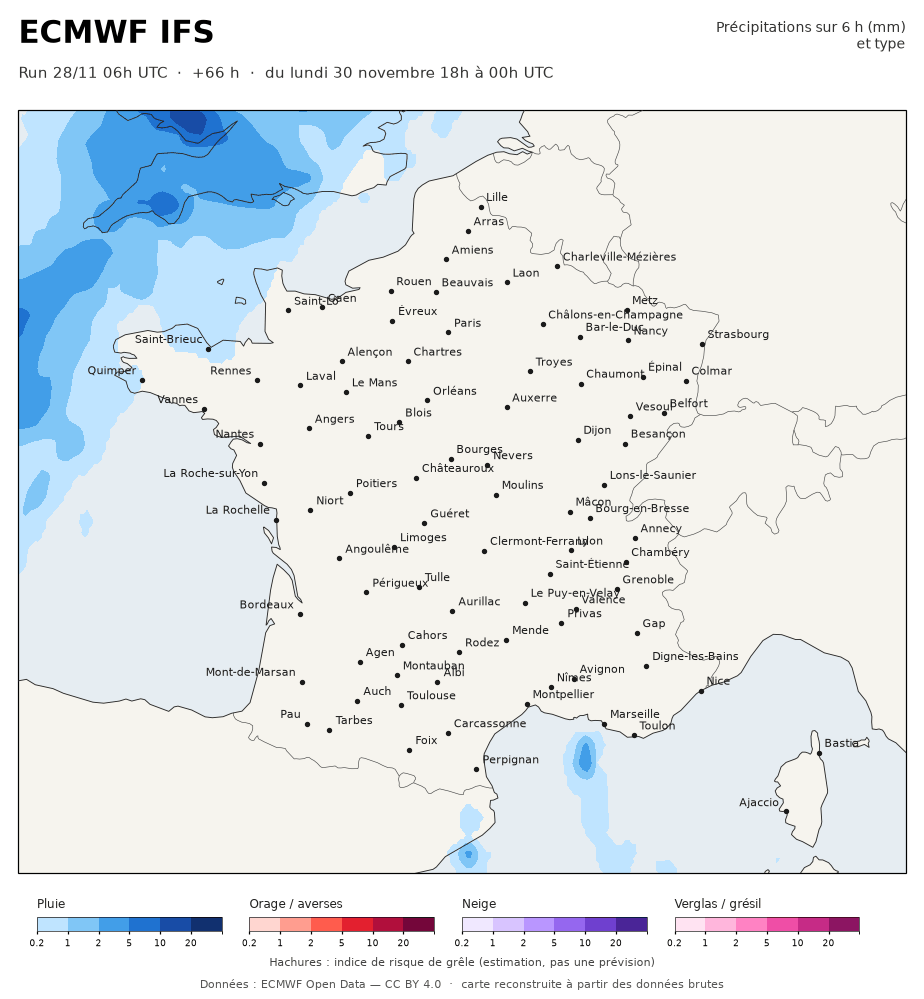 ECMWF IFS
Précipitations sur 6 h (mm)
et type
Run 28/11 06h UTC · +66 h · du lundi 30 novembre 18h à 00h UTC
Lille
Arras
Amiens
Charleville-Mézières
Laon
Rouen
Beauvais
Saint-Lô
Caen
Metz
Évreux
Châlons-en-Champagne
Paris
Bar-le-Duc
Nancy
Strasbourg
Saint-Brieuc
Alençon
Chartres
Troyes
Quimper
Rennes
Laval
Le Mans
Chaumont
Épinal
Colmar
Orléans
Vannes
Auxerre
Vesoul
Belfort
Blois
Angers
Tours
Nantes
Dijon
Besançon
Bourges
Nevers
La Roche-sur-Yon
Châteauroux
Lons-le-Saunier
Poitiers
Moulins
Niort
Mâcon
Bourg-en-Bresse
La Rochelle
Guéret
Annecy
Limoges
Clermont-Ferrand
Lyon
Angoulême
Chambéry
Saint-Étienne
Périgueux
Tulle
Grenoble
Le Puy-en-Velay
Valence
Bordeaux
Aurillac
Privas
Cahors
Rodez
Mende
Gap
Agen
Montauban
Albi
Avignon
Digne-les-Bains
Mont-de-Marsan
Nîmes
Nice
Auch
Toulouse
Montpellier
Pau
Tarbes
Carcassonne
Marseille
Toulon
Foix
Perpignan
Bastia
Ajaccio
Pluie
Orage / averses
Neige
Verglas / grésil
0.2 1 2 5 10 20
0.2 1 2 5 10 20
0.2 1 2 5 10 20
0.2 1 2 5 10 20
Hachures : indice de risque de grêle (estimation, pas une prévision)
Données : ECMWF Open Data — CC BY 4.0 · carte reconstruite à partir des données brutes